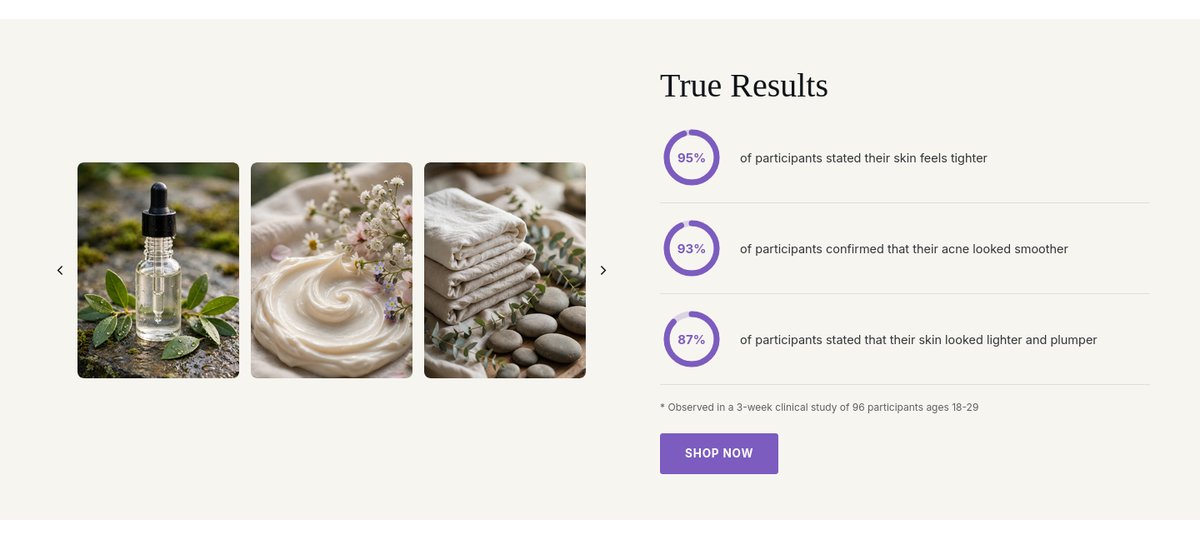 True Results
95%
of participants stated their skin feels tighter
93%
of participants confirmed that their acne looked smoother
87%
of participants stated that their skin looked lighter and plumper
* Observed in a 3-week clinical study of 96 participants ages 18-29
SHOP NOW